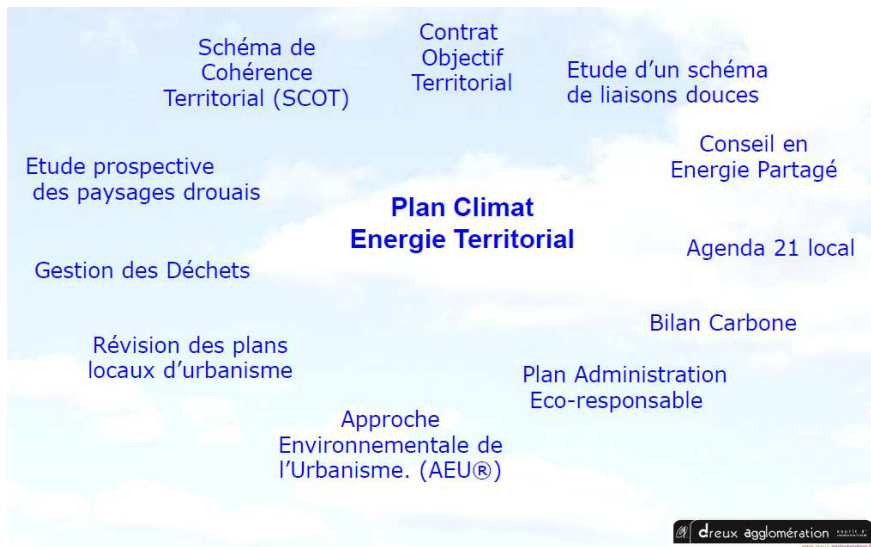 Schéma de
Cohérence
Territorial (SCOT)
Contrat
Objectif
Territorial
Etude d'un schéma
de liaisons douces
Conseil en
Energie Partagé
Etude prospective
des paysages drouais
Plan Climat
Energie Territorial
Agenda 21 local
Gestion des Déchets
Bilan Carbone
Révision des plans
locaux d'urbanisme
Plan Administration
Eco-responsable
Approche
Environnementale de
l'Urbanisme. (AEU®)
dreux agglomération